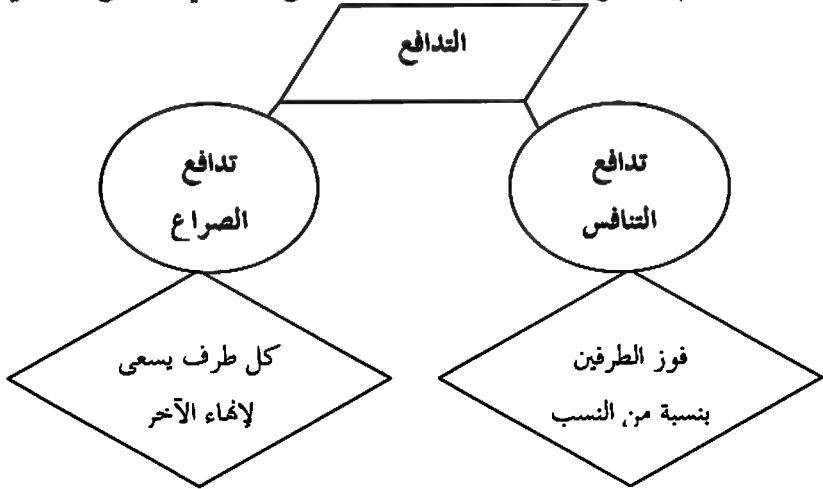 التدافع
تدافع
التنافس
تدافع
الصراع
فوز الطرفين
بنسبة من النسب
كل طرف يسعى
لإنهاء الآخر